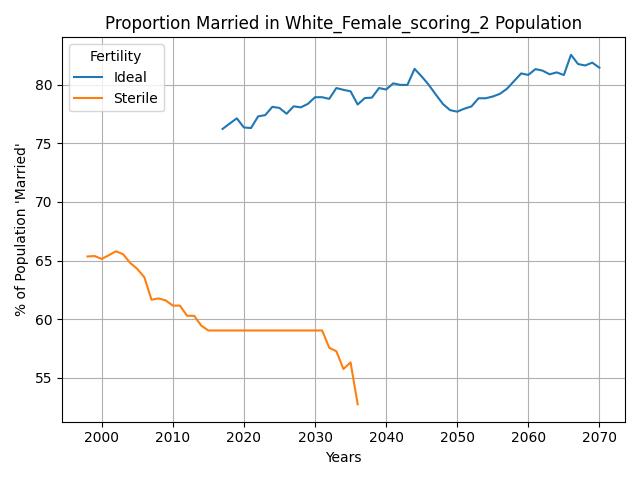 Proportion Married in White_Female_scoring_2 Population
Fertility
Ideal
Sterile
% of Population 'Married'
80
75
70
65
60
55
2000
2010
2020
2030
2040
2050
2060
2070
Years